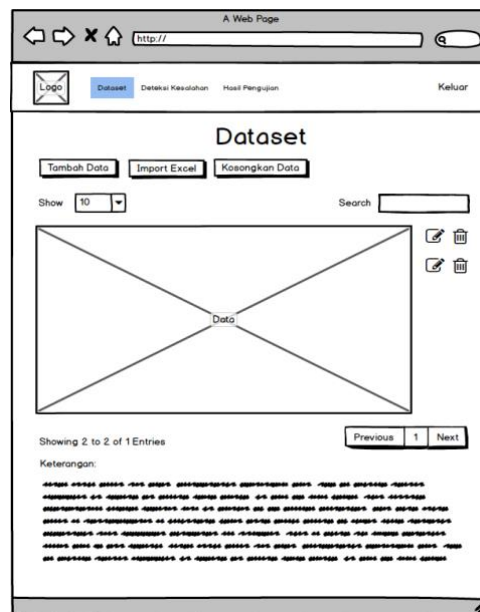 A Web Page
http://
Logo
Dataset
Deteksi Kesalahan
Hasil Pengujian
Keluar
Dataset
Tambah Data
Import Excel
Kosongkan Data
Show
10
Search
Data
Showing 2 to 2 of 1 Entries
Previous
1
Next
Keterangan: